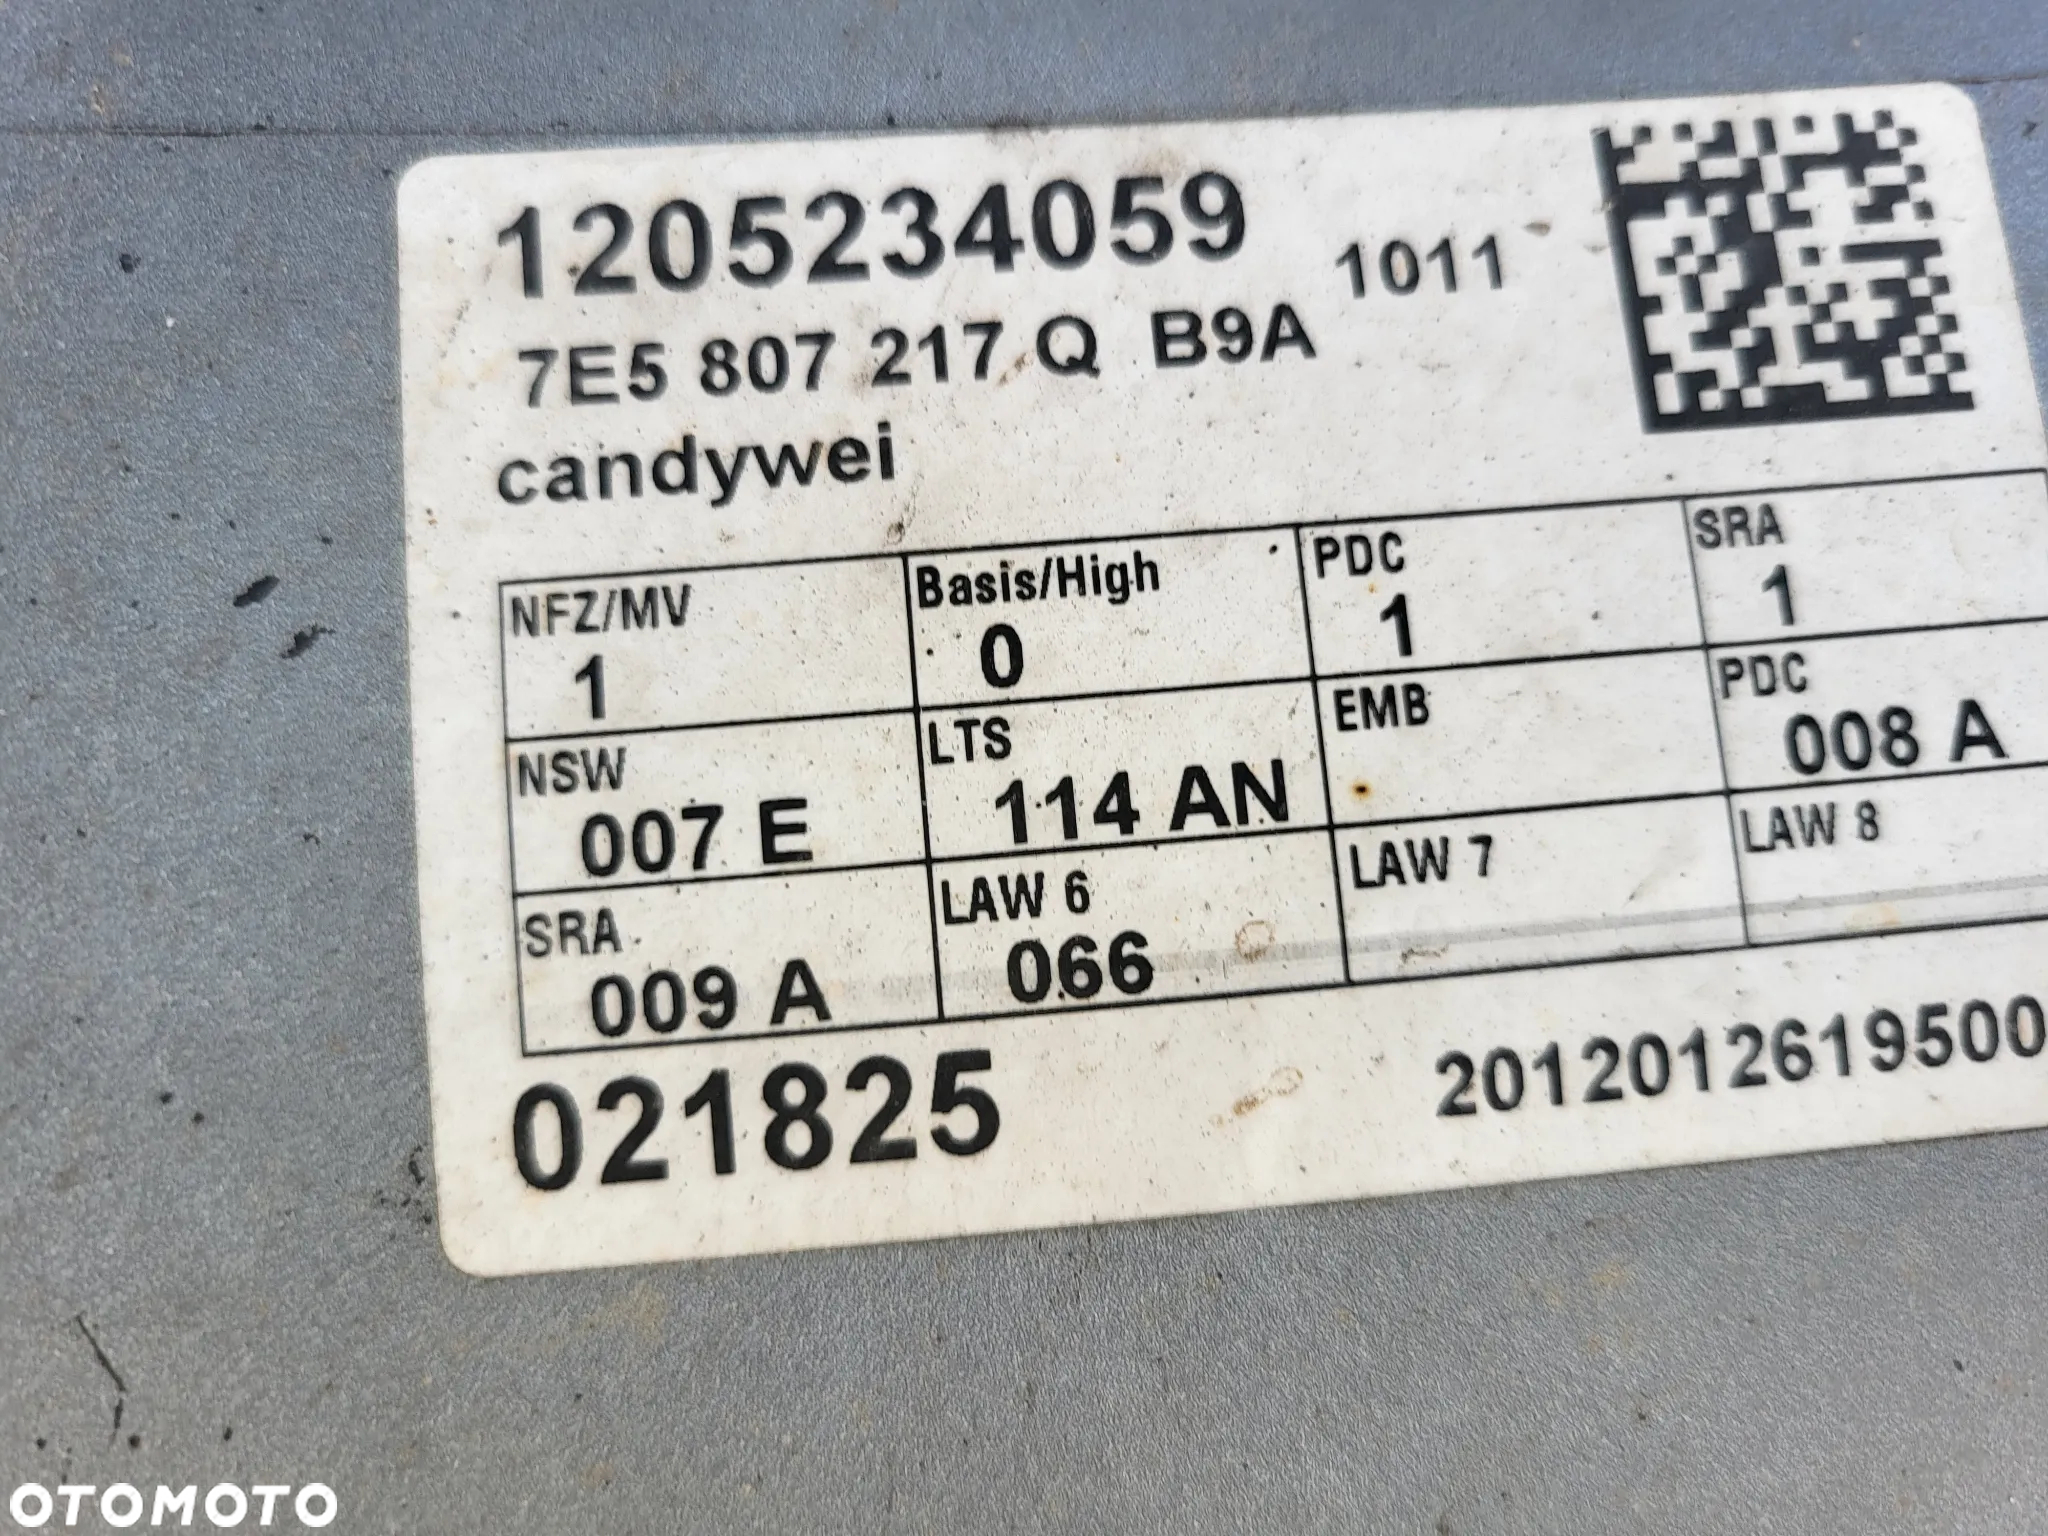 1205234059 1011
7E5 807 217 Q B9A
candywei
NFZ/MV Basis/High PDC SRA
1 0 1 1
NSW LTS EMB PDC
007 E 114 AN 008 A
SRA LAW 6 LAW 7 LAW 8
009 A 066
021825 2012012619500
OTOMOTO